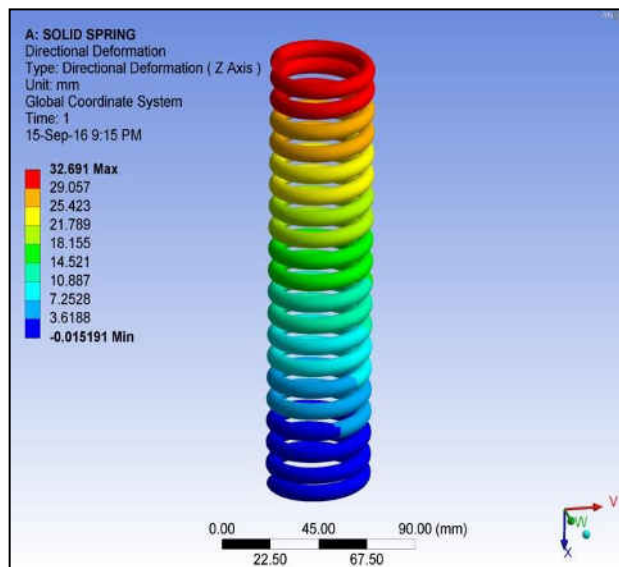 A: SOLID SPRING
Directional Deformation
Type: Directional Deformation ( Z Axis )
Unit: mm
Global Coordinate System
Time: 1
15-Sep-16 9:15 PM
32.691 Max
29.057
25.423
21.789
18.155
14.521
10.887
7.2528
3.6188
-0.015191 Min
0.00 45.00 90.00 (mm)
22.50 67.50
V
W
X